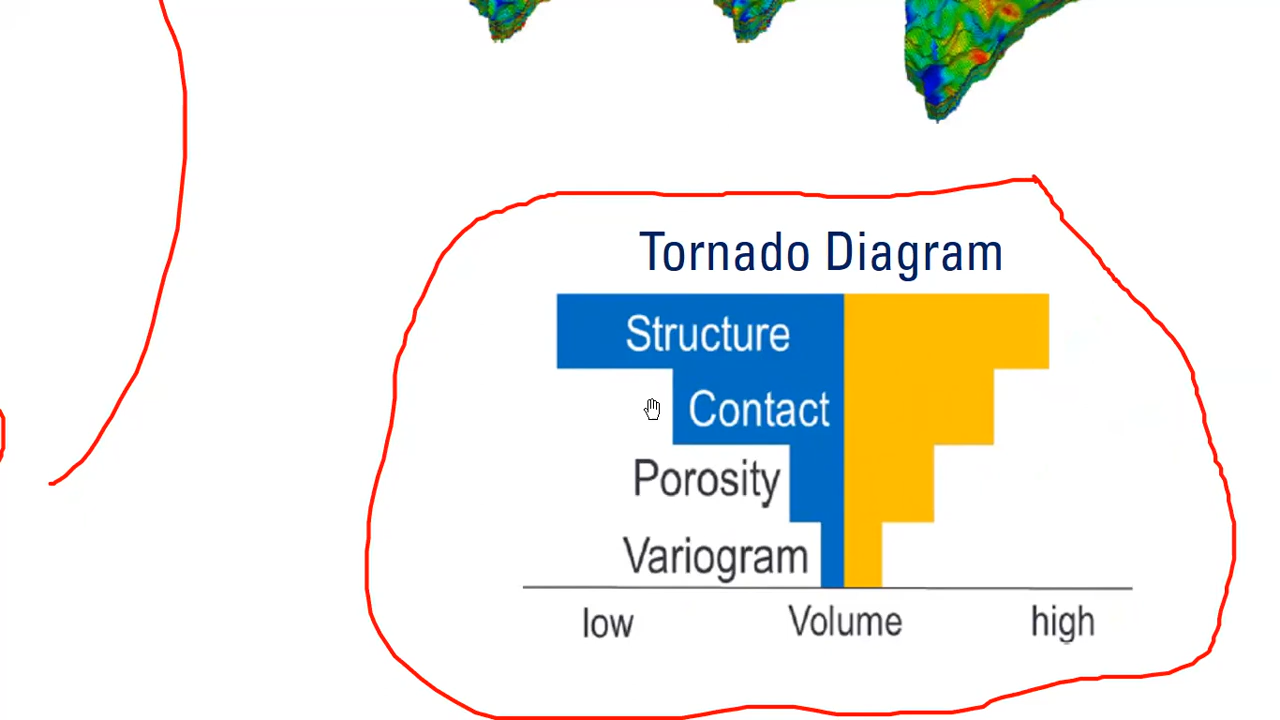 Tornado Diagram
Structure
Contact
Porosity
Variogram
low Volume high